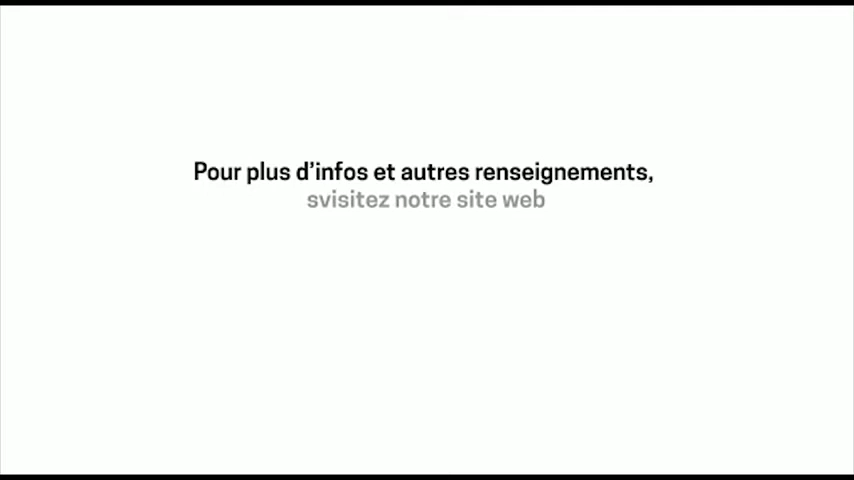 Pour plus d’infos et autres renseignements,
svisitez notre site web